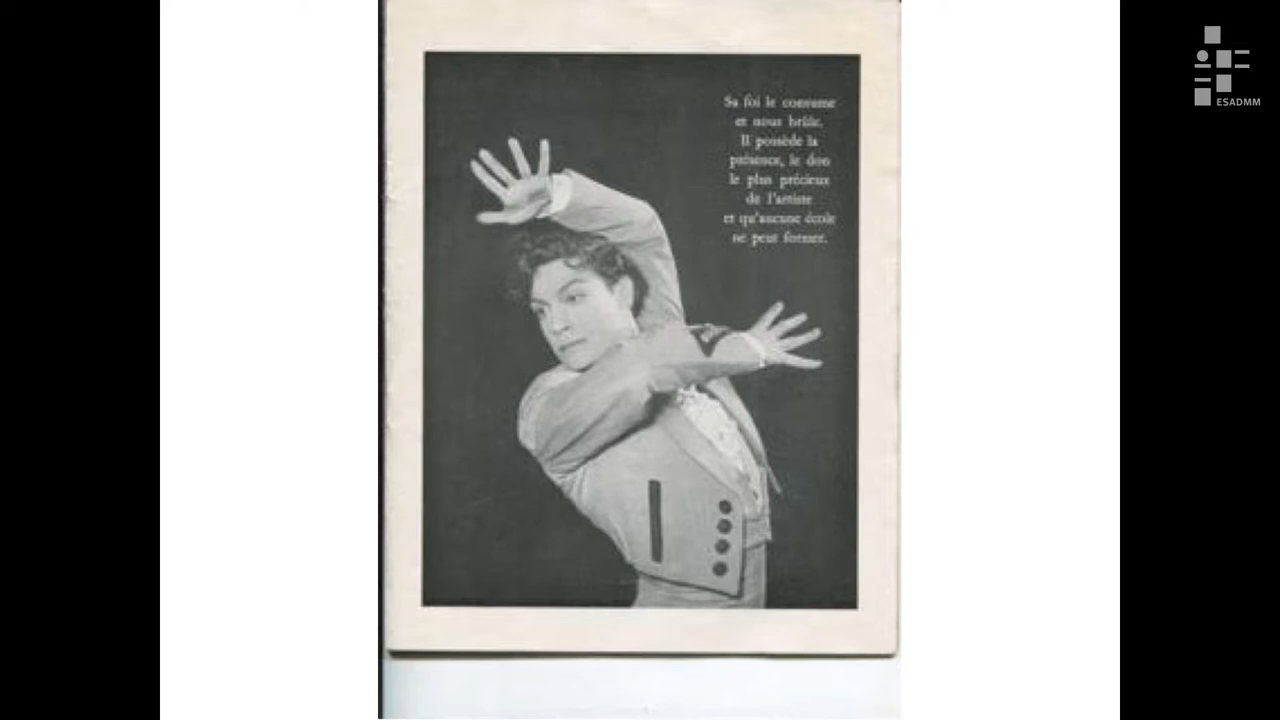 Sa foi le consume
et nous brûle.
Il possède la
présence, le don
le plus précieux
de l'artiste
et qu'aucune école
ne peut former.
ESADMM